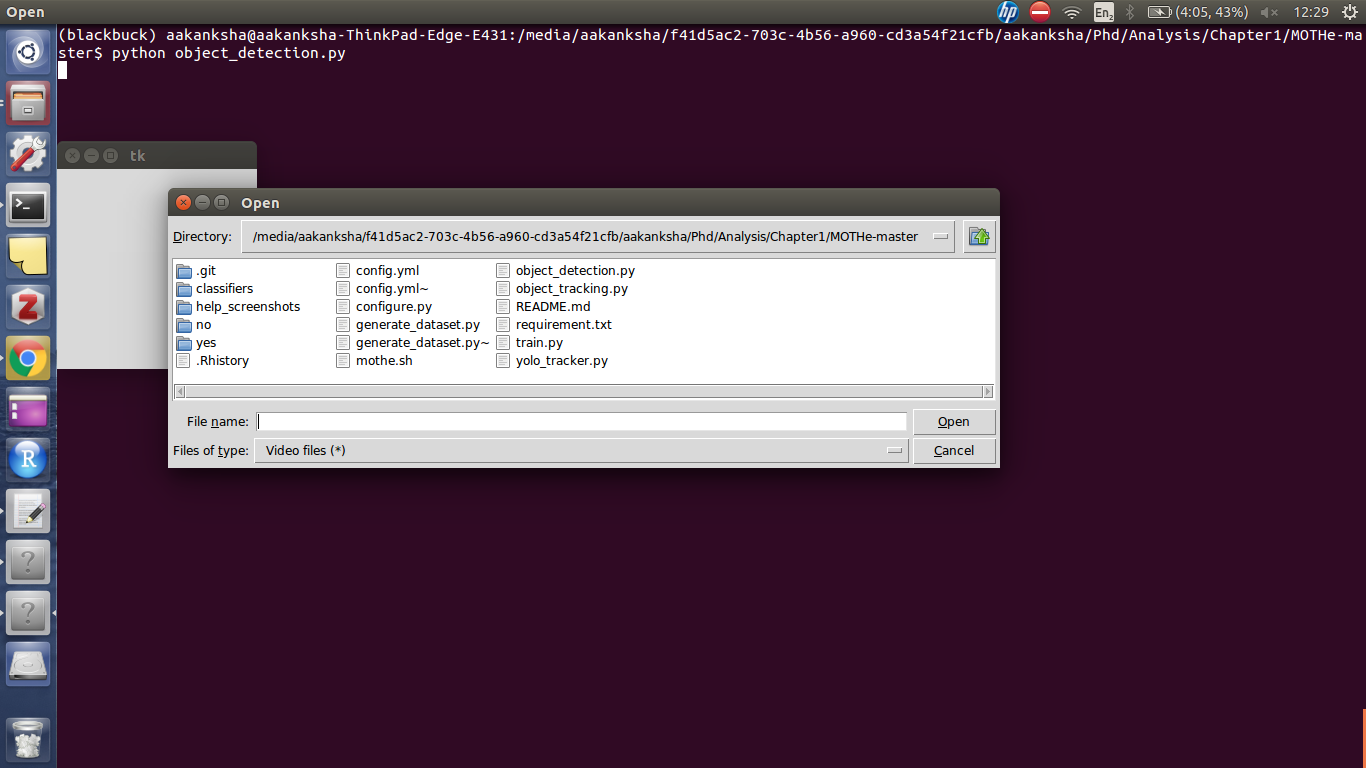 Open
hp
En2
(4:05, 43%)
12:29
(blackbuck) aakanksha@aakanksha-ThinkPad-Edge-E431:/media/aakanksha/f41d5ac2-703c-4b56-a960-cd3a54f21cfb/aakanksha/Phd/Analysis/Chapter1/MOTHe-ma
ster$ python object_detection.py
tk
Open
Directory: /media/aakanksha/f41d5ac2-703c-4b56-a960-cd3a54f21cfb/aakanksha/Phd/Analysis/Chapter1/MOTHe-master
.git
classifiers
help_screenshots
no
yes
.Rhistory
config.yml
config.yml~
configure.py
generate_dataset.py
generate_dataset.py~
mothe.sh
object_detection.py
object_tracking.py
README.md
requirement.txt
train.py
yolo_tracker.py
File name:
Open
Files of type: Video files (*)
Cancel
>_
Z
R
?
?